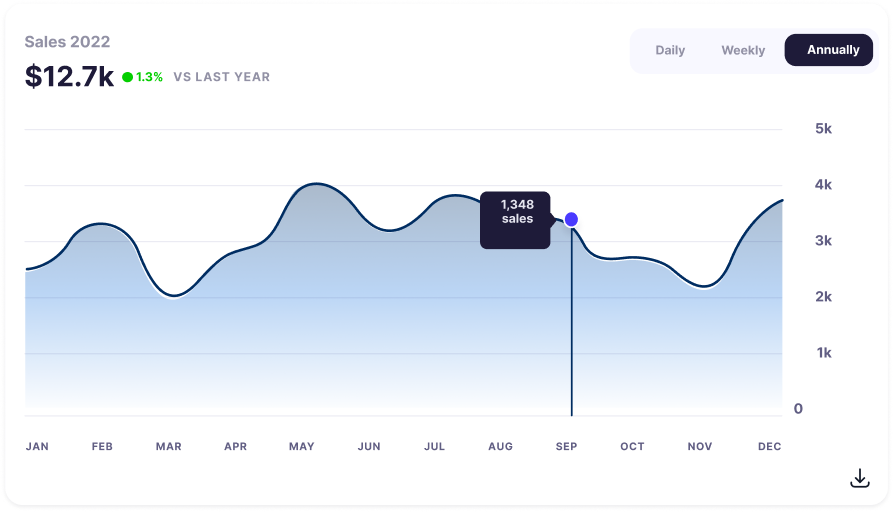 Sales 2022
$12.7k 1.3% VS LAST YEAR
Daily Weekly Annually
5k
4k
1,348
sales
3k
2k
1k
0
JAN FEB MAR APR MAY JUN JUL AUG SEP OCT NOV DEC